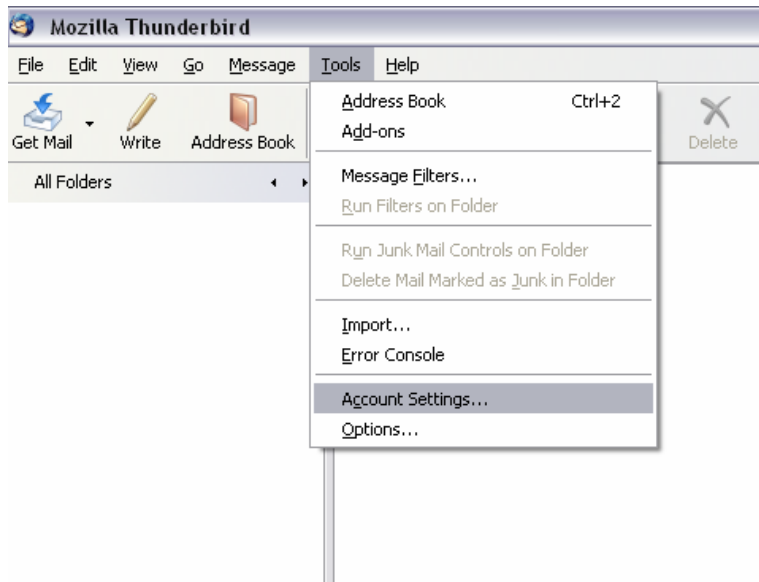 Mozilla Thunderbird
File Edit View Go Message Tools Help
Get Mail Write Address Book Delete
All Folders
Address Book Ctrl+2
Add-ons
Message Filters...
Run Filters on Folder
Run Junk Mail Controls on Folder
Delete Mail Marked as Junk in Folder
Import...
Error Console
Account Settings...
Options...